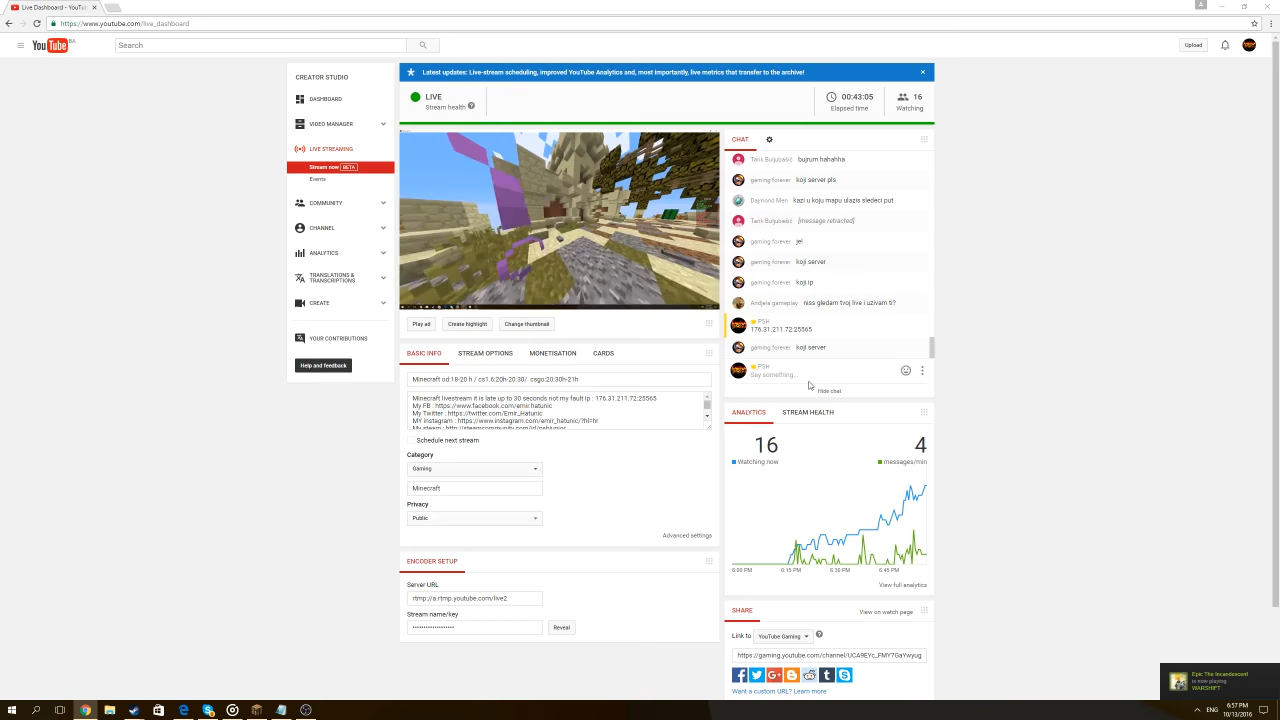 Live Dashboard - YouTu
https://www.youtube.com/live_dashboard
YouTube BA
Search
Upload
CREATOR STUDIO
DASHBOARD
VIDEO MANAGER
LIVE STREAMING
Stream now BETA
Events
COMMUNITY
CHANNEL
ANALYTICS
TRANSLATIONS &
TRANSCRIPTIONS
CREATE
YOUR CONTRIBUTIONS
Help and feedback
Latest updates: Live-stream scheduling, improved YouTube Analytics and, most importantly, live metrics that transfer to the archive!
LIVE
Stream health
00:43:05
Elapsed time
16
Watching
Play ad
Create highlight
Change thumbnail
BASIC INFO
STREAM OPTIONS
MONETISATION
CARDS
Minecraft od:18-20 h / cs1.6:20h-20:30/ csgo:20:30h-21h
Minecraft livestream it is late up to 30 seconds not my fault ip : 176.31.211.72:25565
My FB : https://www.facebook.com/emir.hatunic
My Twitter : https://twitter.com/Emir_Hatunic
MY instagram : https://www.instagram.com/emir_hatunic/?hl=hr
My steam : http://steamcommunity.com/id/pshjunior
Schedule next stream
Category
Gaming
Minecraft
Privacy
Public
Advanced settings
ENCODER SETUP
Server URL
rtmp://a.rtmp.youtube.com/live2
Stream name/key
Reveal
CHAT
Tarik Buljubašić bujrum hahahha
gaming forever koji server pls
Dajmond Men kazi u koju mapu ulazis sledeci put
Tarik Buljubašić [message retracted]
gaming forever jel
gaming forever koji server
gaming forever koji ip
Andjela gameplay niss gledam tvoj live i uzivam ti?
PSH
176.31.211.72:25565
gaming forever koji server
PSH
Say something...
Hide chat
ANALYTICS
STREAM HEALTH
16
Watching now
4
messages/min
6:00 PM
6:15 PM
6:30 PM
6:45 PM
View full analytics
SHARE
View on watch page
Link to
YouTube Gaming
https://gaming.youtube.com/channel/UCA9EYc_FMY7GaYwyug
Want a custom URL? Learn more
Epic The Incandescent
is now playing
WARSHIFT
ENG
6:57 PM
10/13/2016